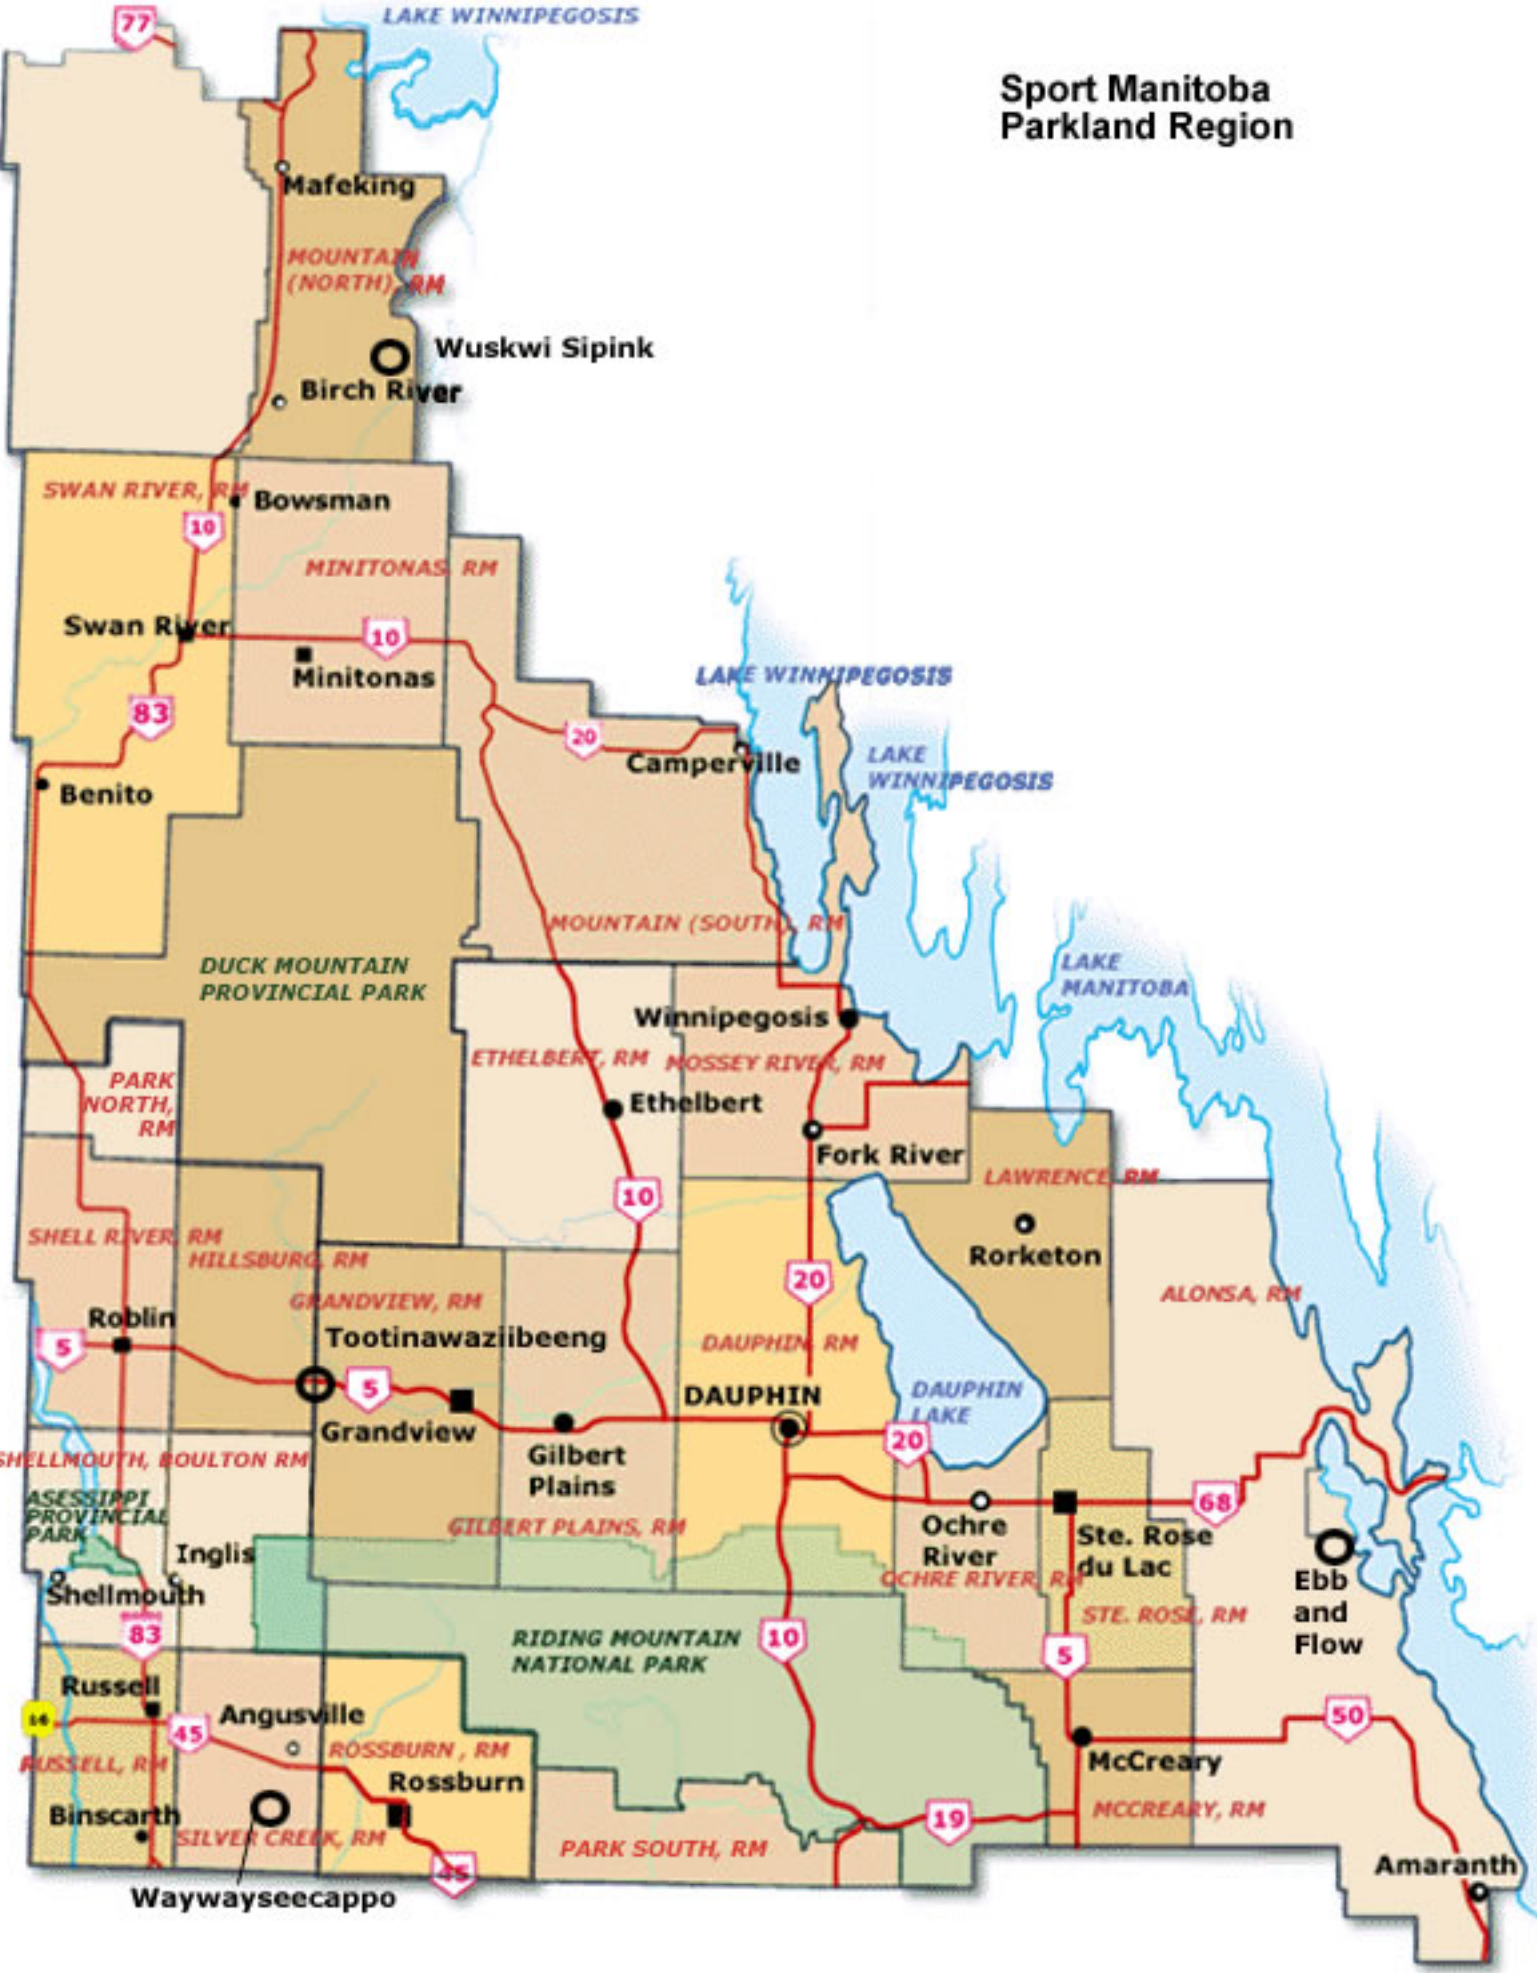 77
LAKE WINNIPEGOSIS
Sport Manitoba
Parkland Region
Mafeking
MOUNTAIN
(NORTH), RM
Wuskwi Sipink
Birch River
SWAN RIVER, RM
Bowsman
10
MINITONAS, RM
Swan River
10
Minitonas
83
LAKE WINNIPEGOSIS
20
Camperville
LAKE
WINNIPEGOSIS
Benito
MOUNTAIN (SOUTH), RM
DUCK MOUNTAIN
PROVINCIAL PARK
LAKE
MANITOBA
Winnipegosis
ETHELBERT, RM
MOSSEY RIVER, RM
PARK
NORTH,
RM
Ethelbert
Fork River
LAWRENCE, RM
10
SHELL RIVER, RM
HILLSBURG, RM
Rorketon
20
GRANDVIEW, RM
ALONSA, RM
Roblin
5
Tootinawaziibeeng
DAUPHIN, RM
5
DAUPHIN
DAUPHIN
LAKE
Grandview
20
Gilbert
Plains
SHELLMOUTH, BOULTON RM
ASESSIPPI
PROVINCIAL
PARK
68
GILBERT PLAINS, RM
Ochre
River
Ste. Rose
du Lac
Inglis
OCHRE RIVER, RM
Ebb
and
Flow
Shellmouth
STE. ROSE, RM
83
RIDING MOUNTAIN
NATIONAL PARK
10
5
Russell
16
45
Angusville
50
RUSSELL, RM
ROSSBURN , RM
McCreary
Rossburn
Binscarth
SILVER CREEK, RM
19
MCCREARY, RM
PARK SOUTH, RM
45
Amaranth
Waywayseecappo